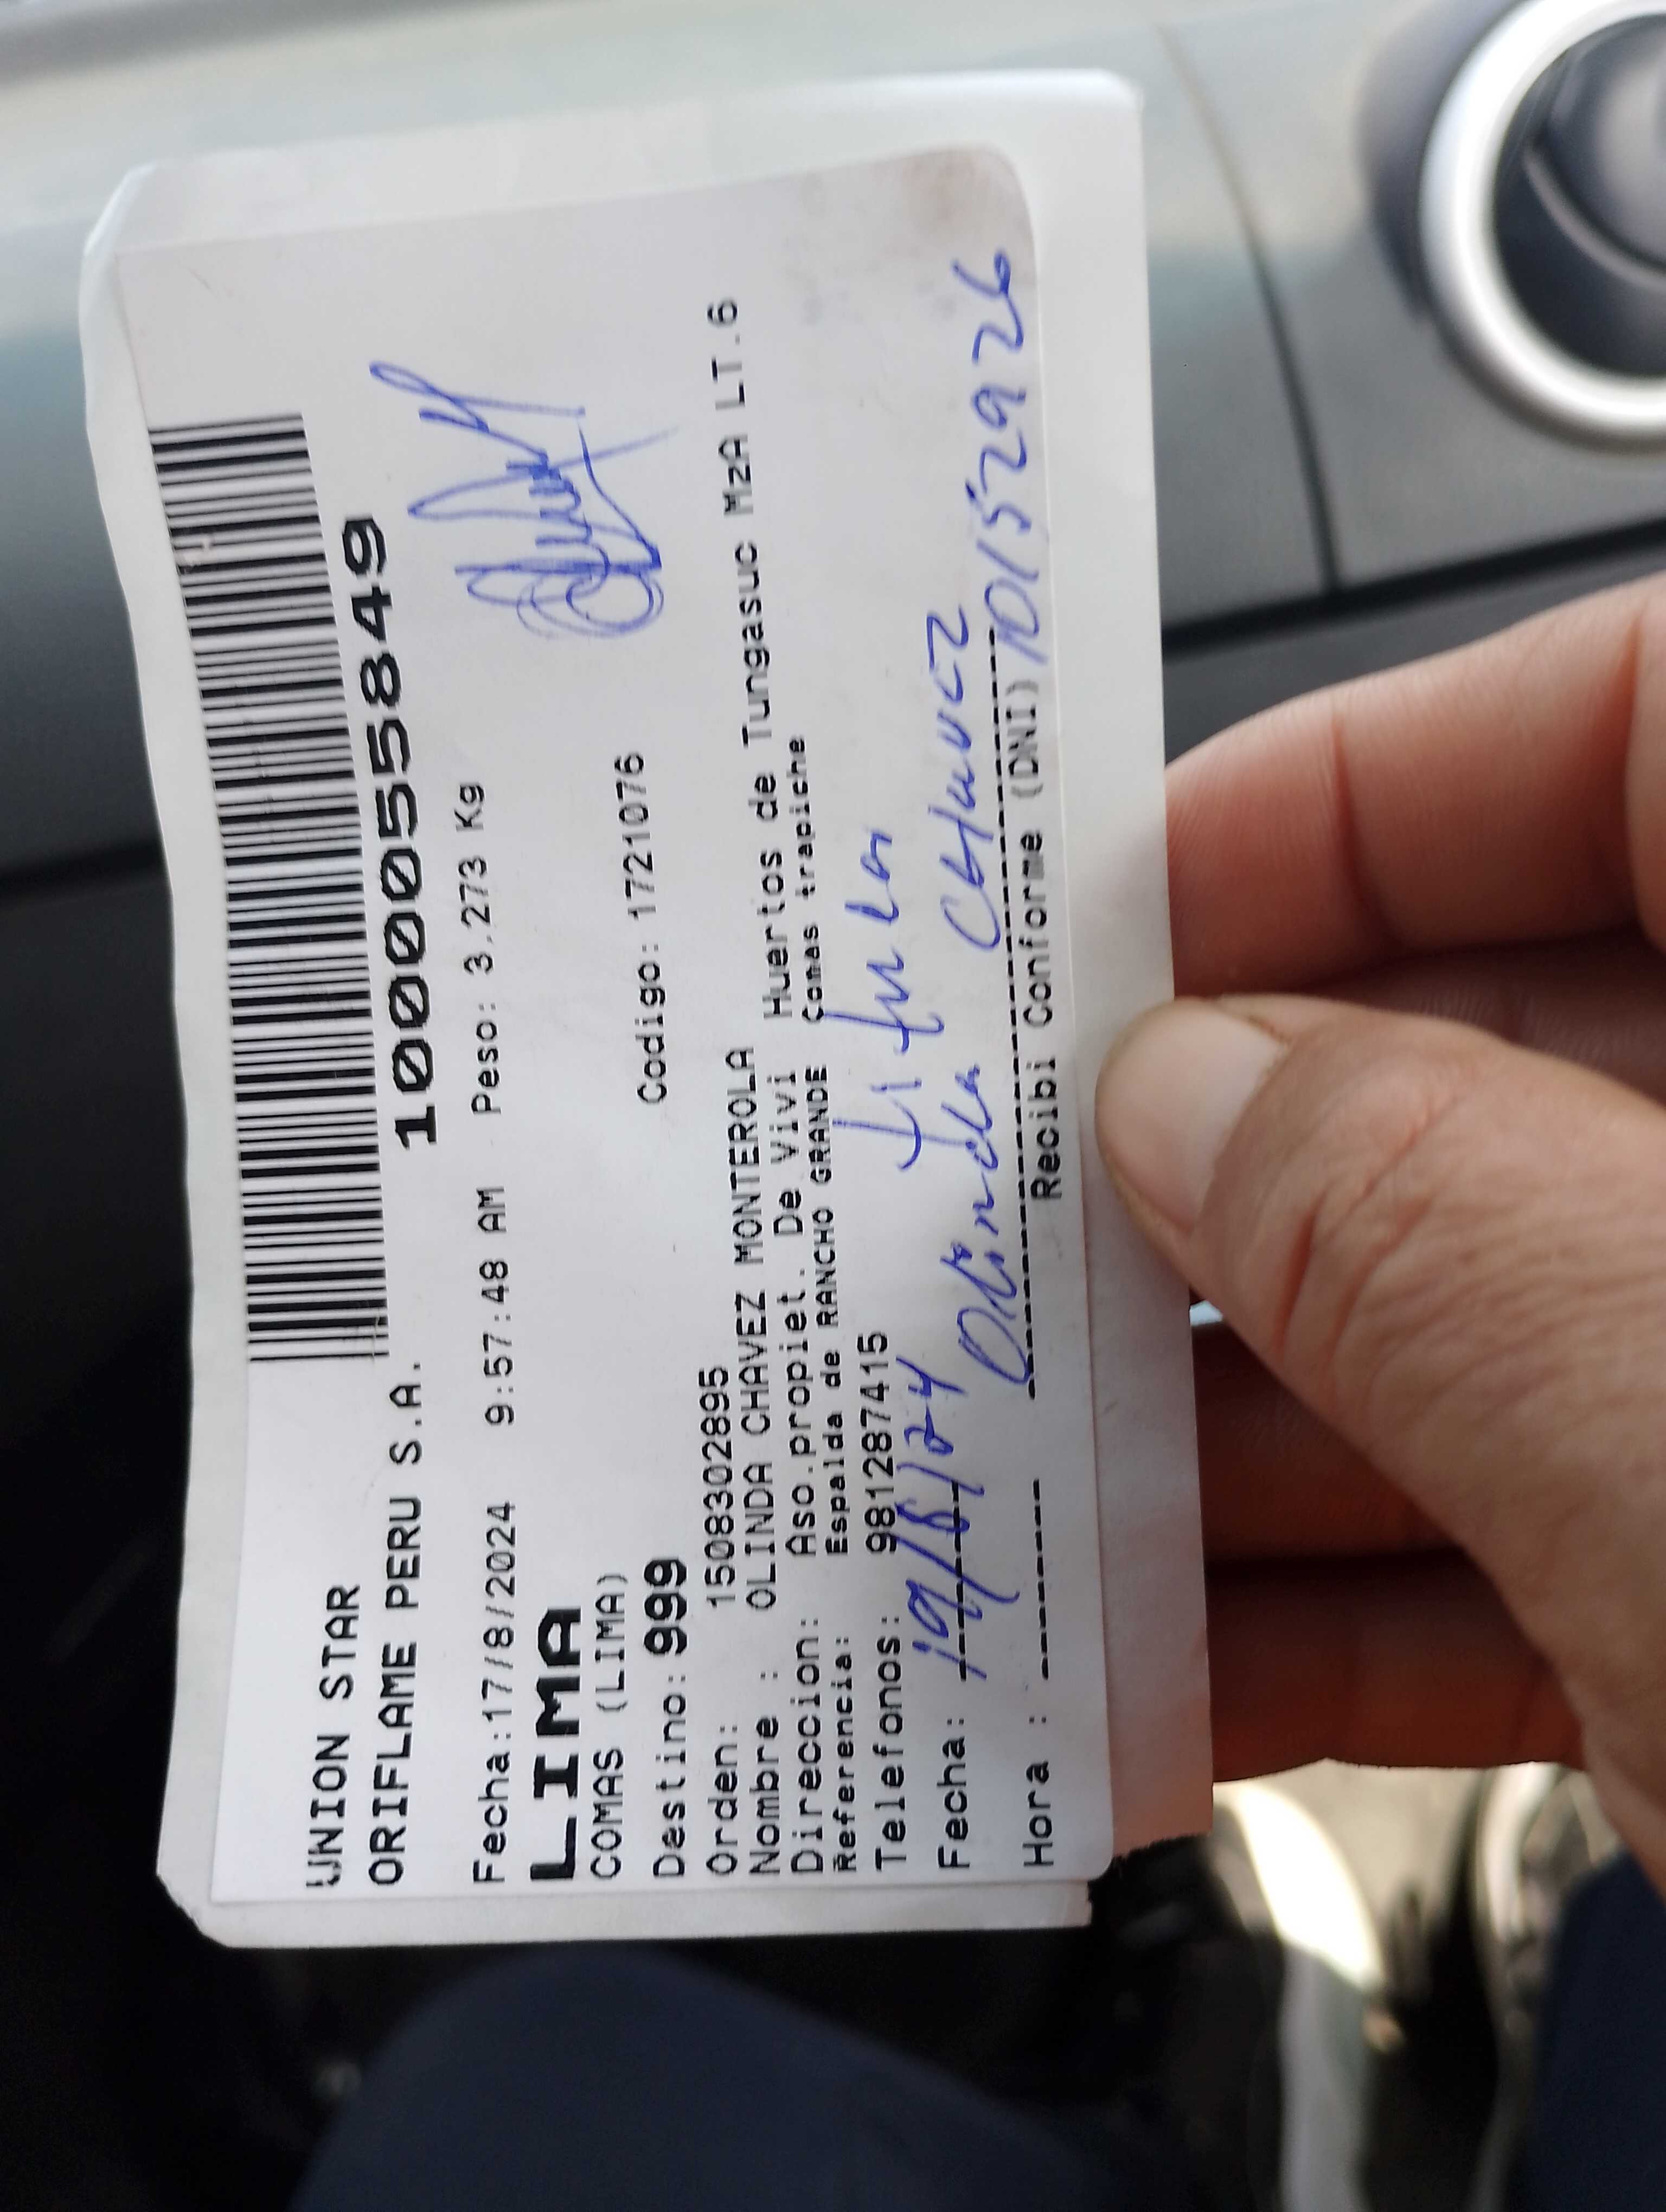 UNION STAR
ORIFLAME PERU S.A.
1000055849
Fecha:17/8/2024 9:57:48 AM Peso: 3.273 Kg
LIMA
COMAS (LIMA)
Destino: 999 Codigo: 1721076
Orden: 1508302895
Nombre : OLINDA CHAVEZ MONTEROLA
Direccion: Aso.propiet. De Vivi Huertos de Tungasuc MzA LT.6
Referencia: Espalda de RANCHO GRANDE Comas trapiche
Telefonos: 981287415
titular
Fecha: 19/8/24 Olinda CHAVEZ 10152926
Hora : Recibi Conforme (DNI)